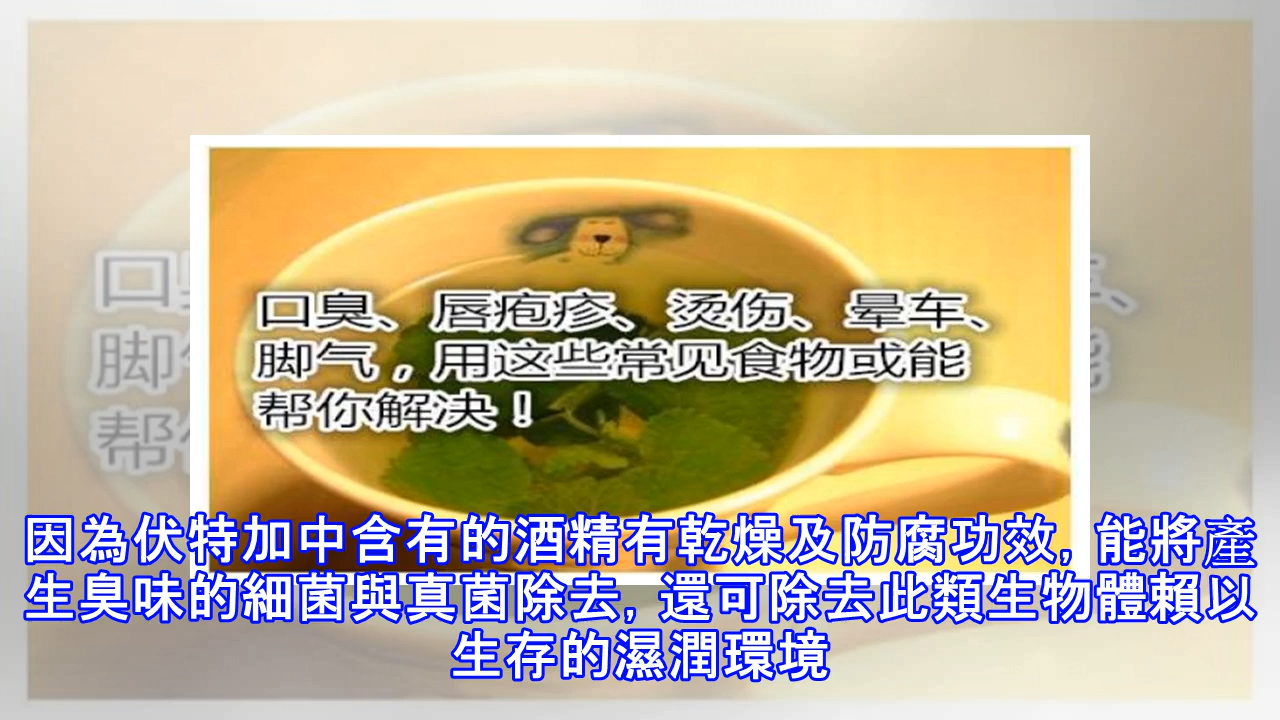 口臭、唇疱疹、烫伤、晕车、
脚气，用这些常见食物或能
帮你解决！
因為伏特加中含有的酒精有乾燥及防腐功效, 能將產
生臭味的細菌與真菌除去, 還可除去此類生物體賴以
生存的濕潤環境